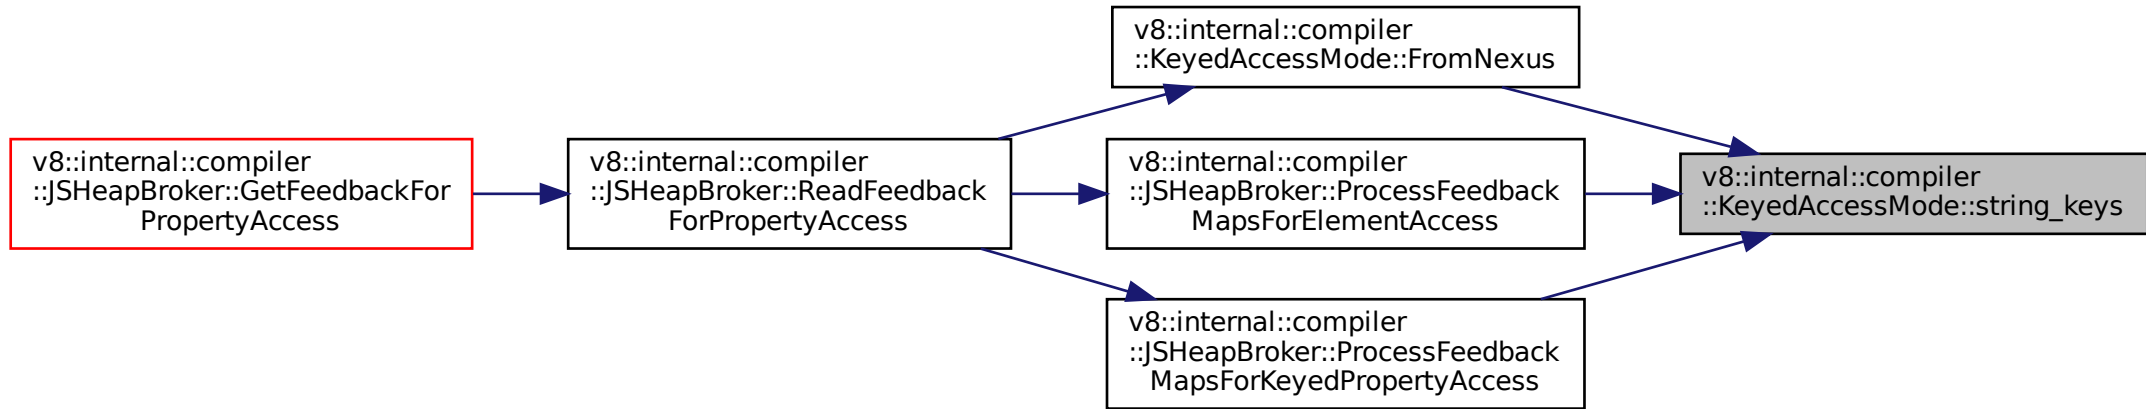 v8::internal::compiler
::KeyedAccessMode::FromNexus
v8::internal::compiler
::JSHeapBroker::GetFeedbackFor
PropertyAccess
v8::internal::compiler
::JSHeapBroker::ReadFeedback
ForPropertyAccess
v8::internal::compiler
::JSHeapBroker::ProcessFeedback
MapsForElementAccess
v8::internal::compiler
::KeyedAccessMode::string_keys
v8::internal::compiler
::JSHeapBroker::ProcessFeedback
MapsForKeyedPropertyAccess